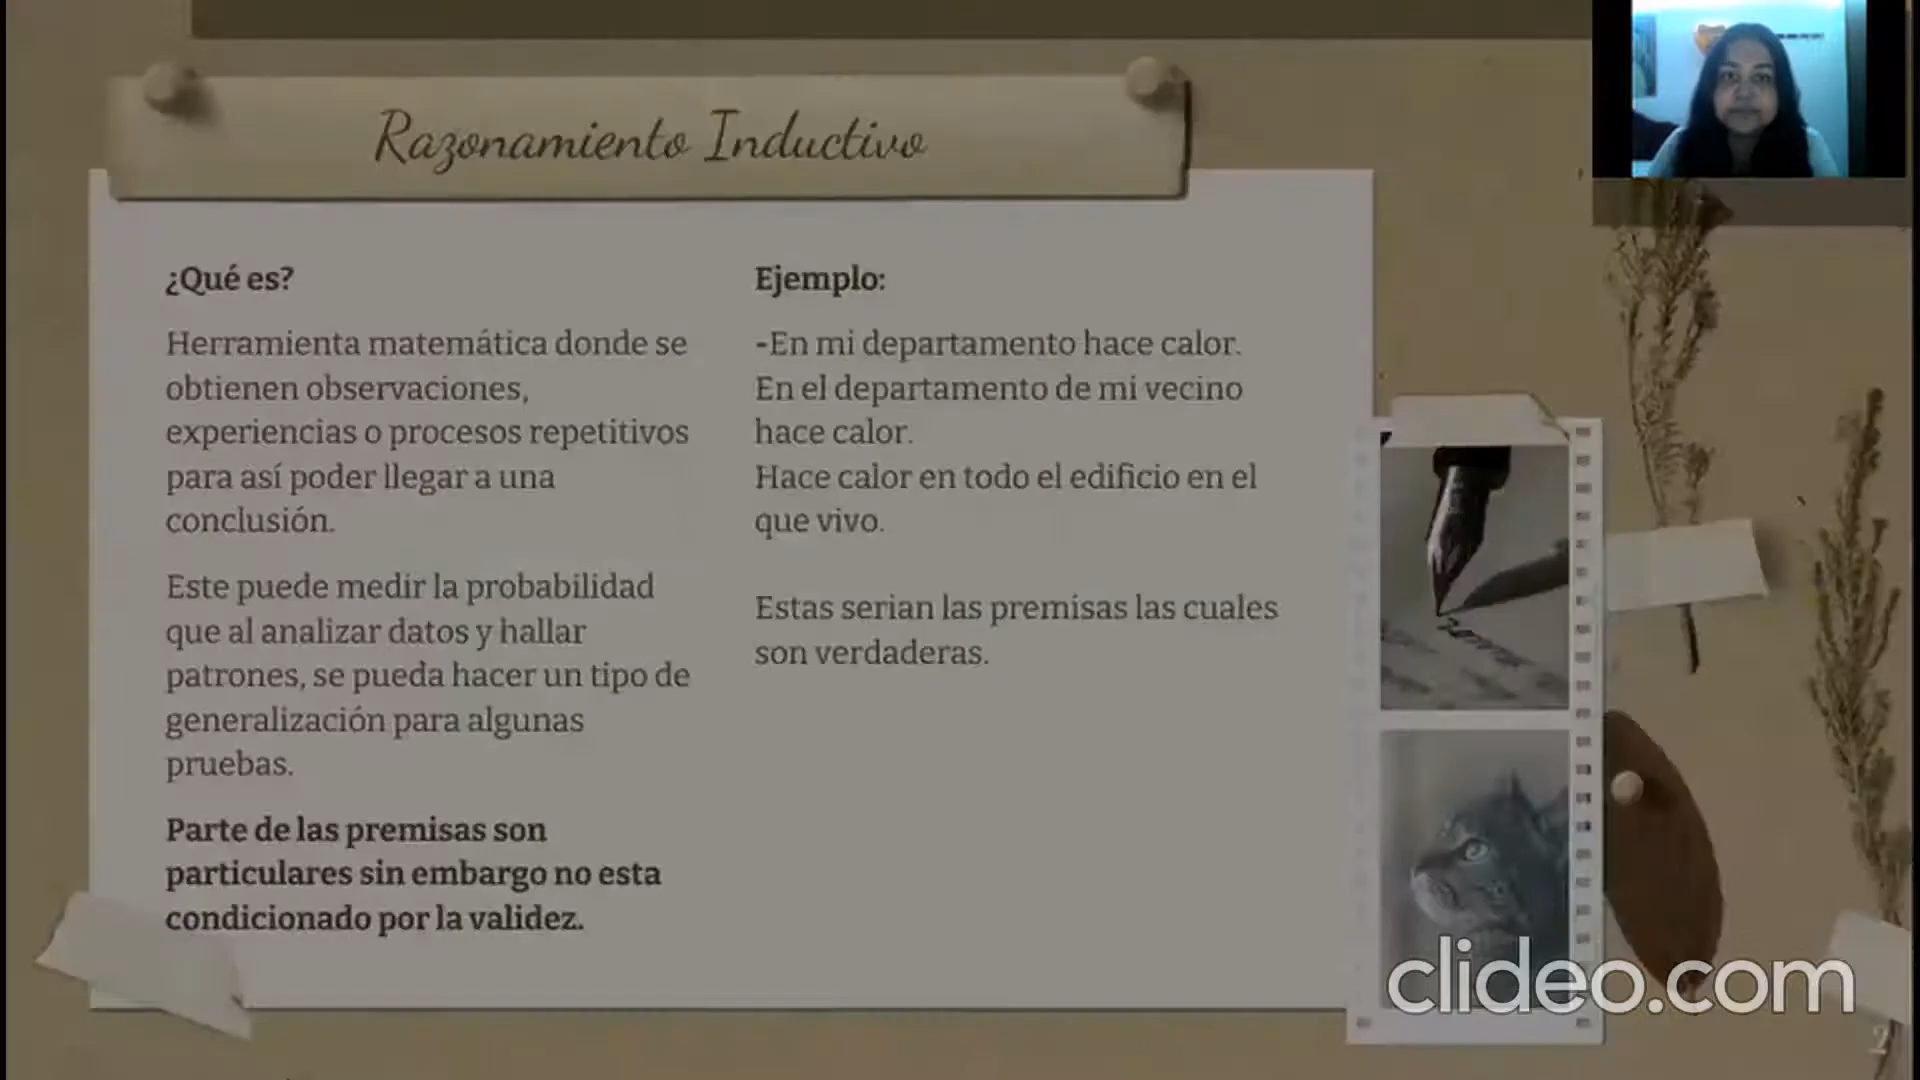 Razonamiento Inductivo
¿Qué es?
Herramienta matemática donde se
obtienen observaciones,
experiencias o procesos repetitivos
para así poder llegar a una
conclusión.
Este puede medir la probabilidad
que al analizar datos y hallar
patrones, se pueda hacer un tipo de
generalización para algunas
pruebas.
Parte de las premisas son
particulares sin embargo no esta
condicionado por la validez.
Ejemplo:
-En mi departamento hace calor.
En el departamento de mi vecino
hace calor.
Hace calor en todo el edificio en el
que vivo.
Estas serian las premisas las cuales
son verdaderas.
clideo.com
2